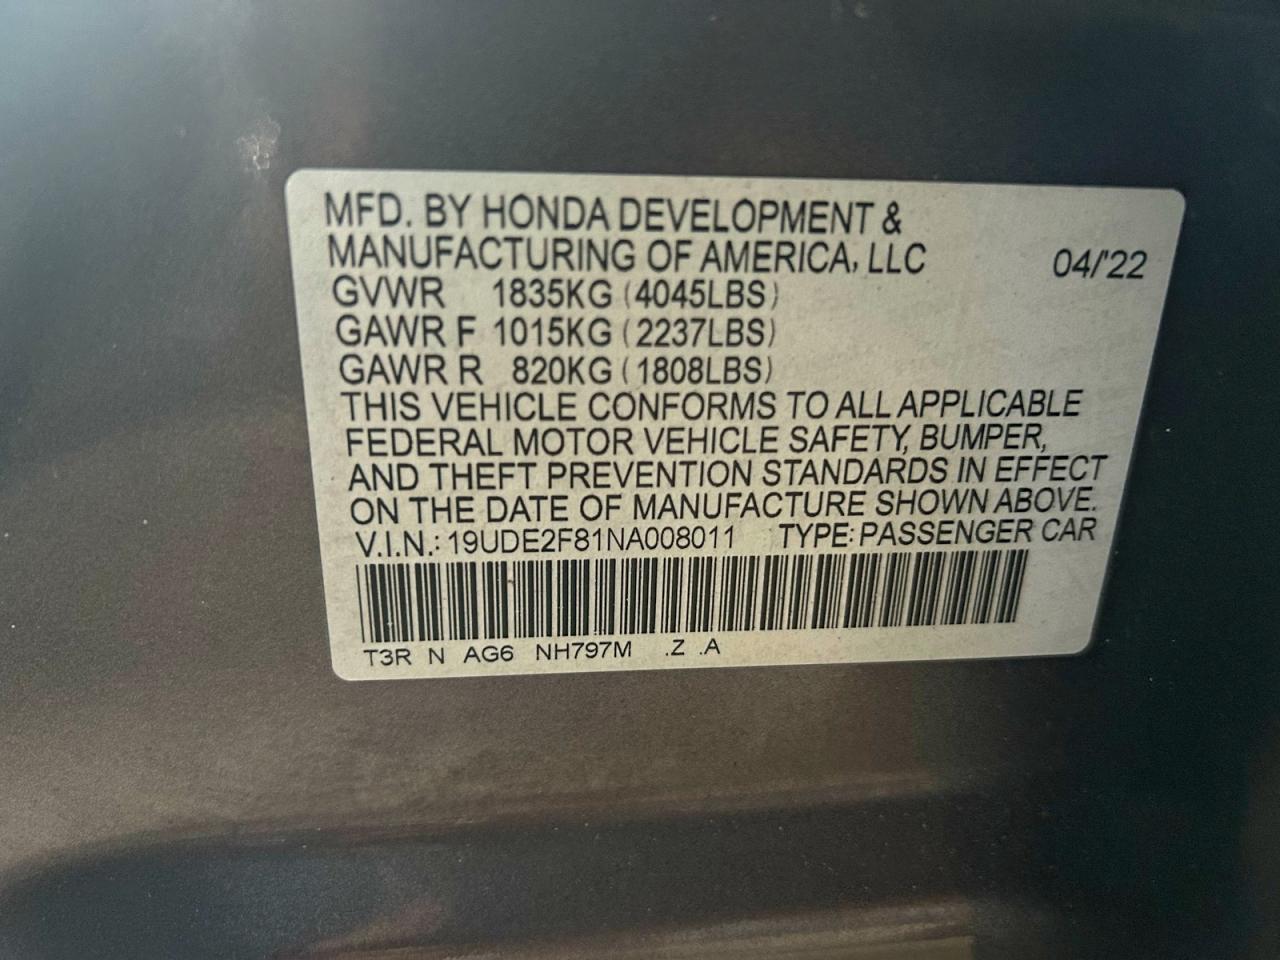 MFD. BY HONDA DEVELOPMENT &
MANUFACTURING OF AMERICA, LLC 04/'22
GVWR 1835KG (4045LBS)
GAWR F 1015KG (2237LBS)
GAWR R 820KG (1808LBS)
THIS VEHICLE CONFORMS TO ALL APPLICABLE
FEDERAL MOTOR VEHICLE SAFETY, BUMPER,
AND THEFT PREVENTION STANDARDS IN EFFECT
ON THE DATE OF MANUFACTURE SHOWN ABOVE.
V.I.N.: 19UDE2F81NA008011 TYPE: PASSENGER CAR
T3R N AG6 NH797M .Z .A